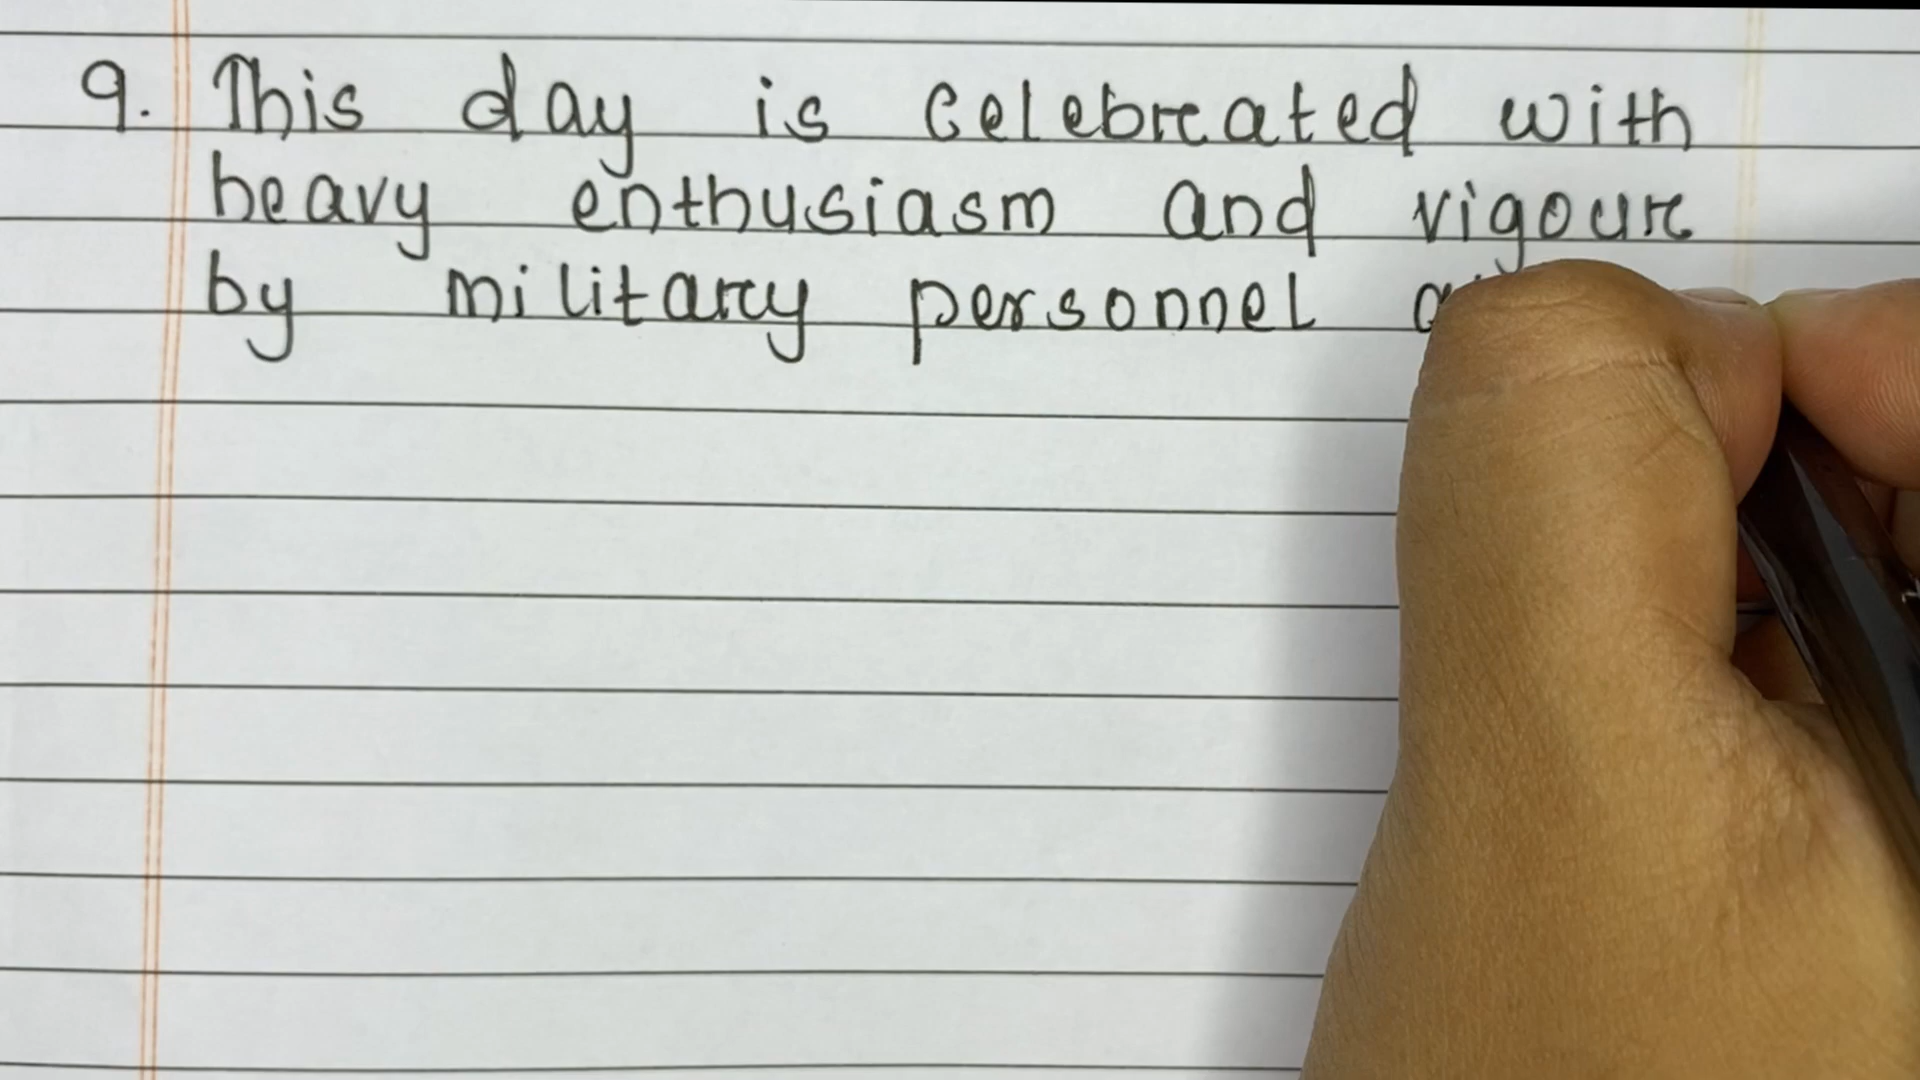 9. This day is celebrated with
heavy enthusiasm and vigour
by military personnel